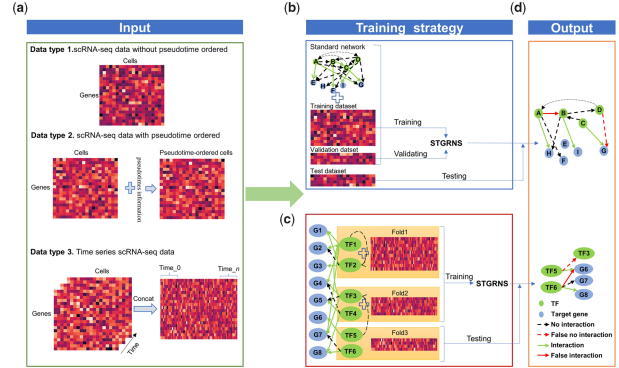 (a)
Input
Data type 1.scRNA-seq data without pseudotime ordered
Cells
Genes
Data type 2. scRNA-seq data with pseudotime ordered
Cells
Pseudotime-ordered cells
Genes
pseudotimes information
Data type 3. Time series scRNA-seq data
Cells
Time_0
Time_n
Genes
Concat
Time
(b)
Training strategy
Standard network
A
B
C
D
E
H
I
G
Training dataset
Training
STGRNS
Validation datset
Validating
Test dataset
Testing
(c)
G1
G2
G3
G4
G5
G6
G7
G8
TF1
TF2
TF3
TF4
TF5
TF6
Fold1
Fold2
Fold3
Training
STGRNS
Testing
(d)
Output
A
B
D
C
E
H
I
G
F
TF3
TF5
G6
TF6
G7
G8
TF
Target gene
No interaction
False no interaction
Interaction
False interaction